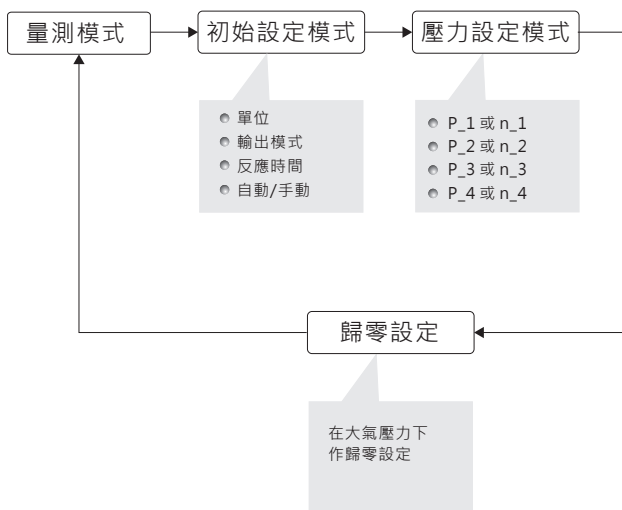 量測模式
初始設定模式
壓力設定模式
單位
輸出模式
反應時間
自動/手動
P_1 或 n_1
P_2 或 n_2
P_3 或 n_3
P_4 或 n_4
歸零設定
在大氣壓力下
作歸零設定